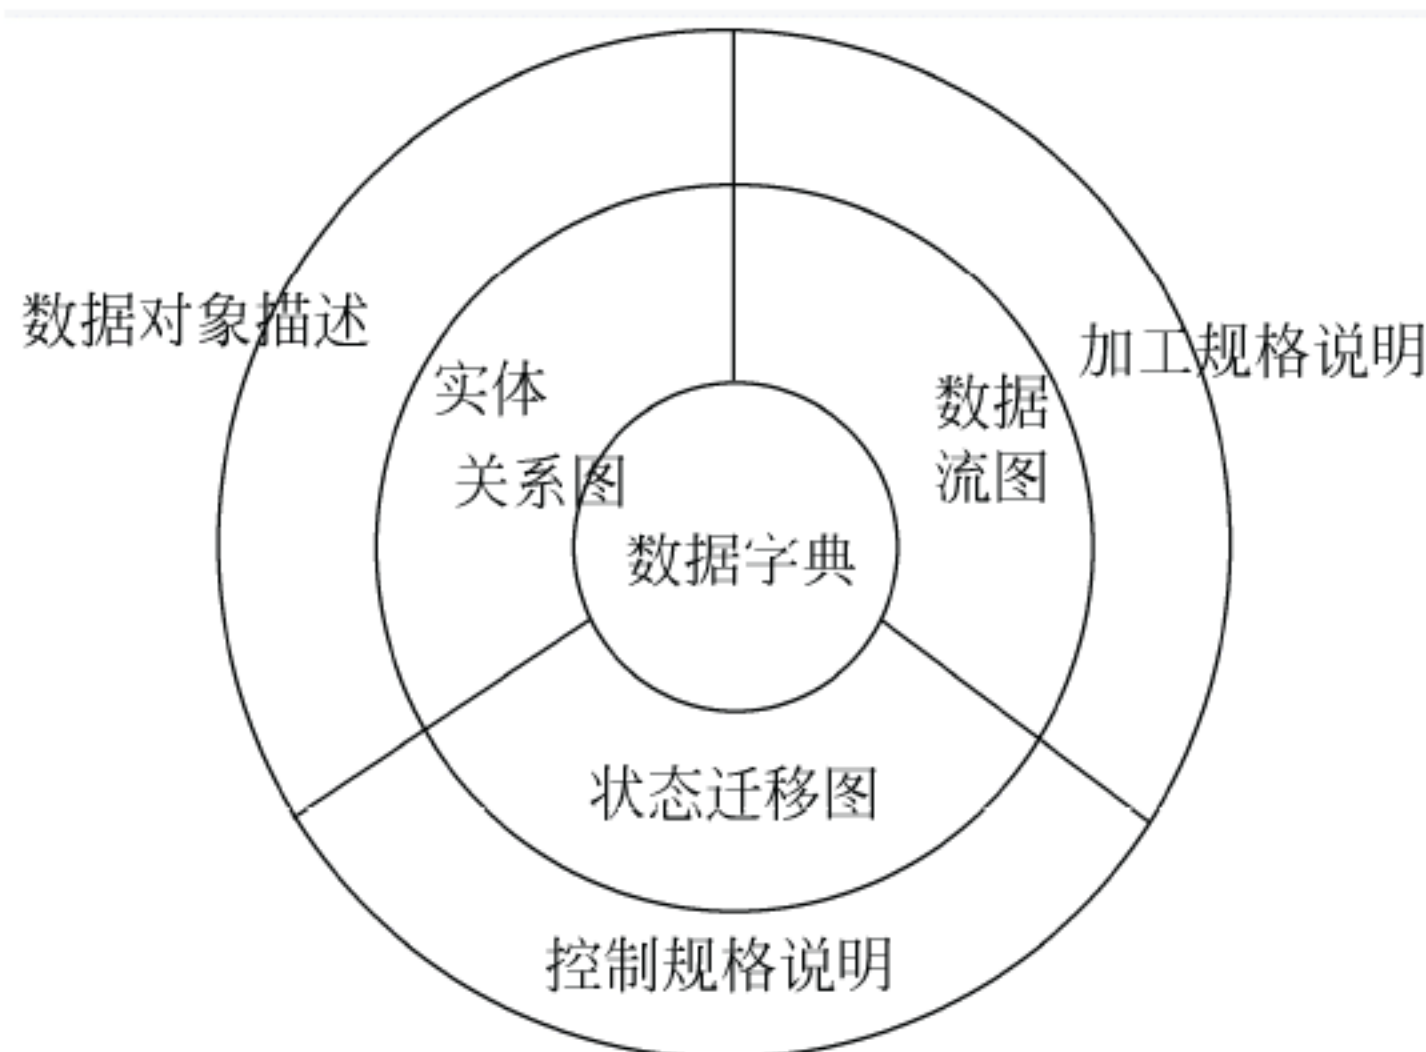 数据对象描述
加工规格说明
实体
关系图
数据
流图
数据字典
状态迁移图
控制规格说明